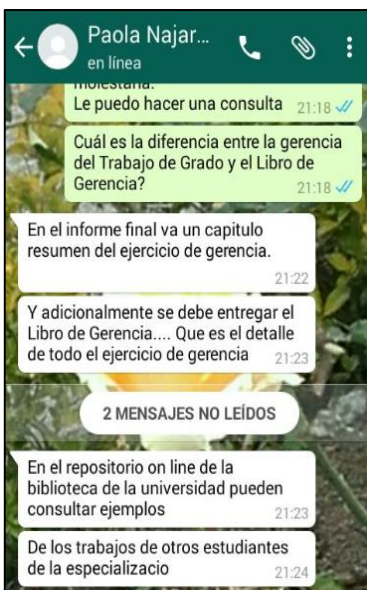 Paola Najar...
en línea
molestaría.
Le puedo hacer una consulta 21:18
Cuál es la diferencia entre la gerencia
del Trabajo de Grado y el Libro de
Gerencia?
21:18
En el informe final va un capitulo
resumen del ejercicio de gerencia.
21:22
Y adicionalmente se debe entregar el
Libro de Gerencia.... Que es el detalle
de todo el ejercicio de gerencia 21:23
2 MENSAJES NO LEÍDOS
En el repositorio on line de la
biblioteca de la universidad pueden
consultar ejemplos 21:23
De los trabajos de otros estudiantes
de la especializacio 21:24